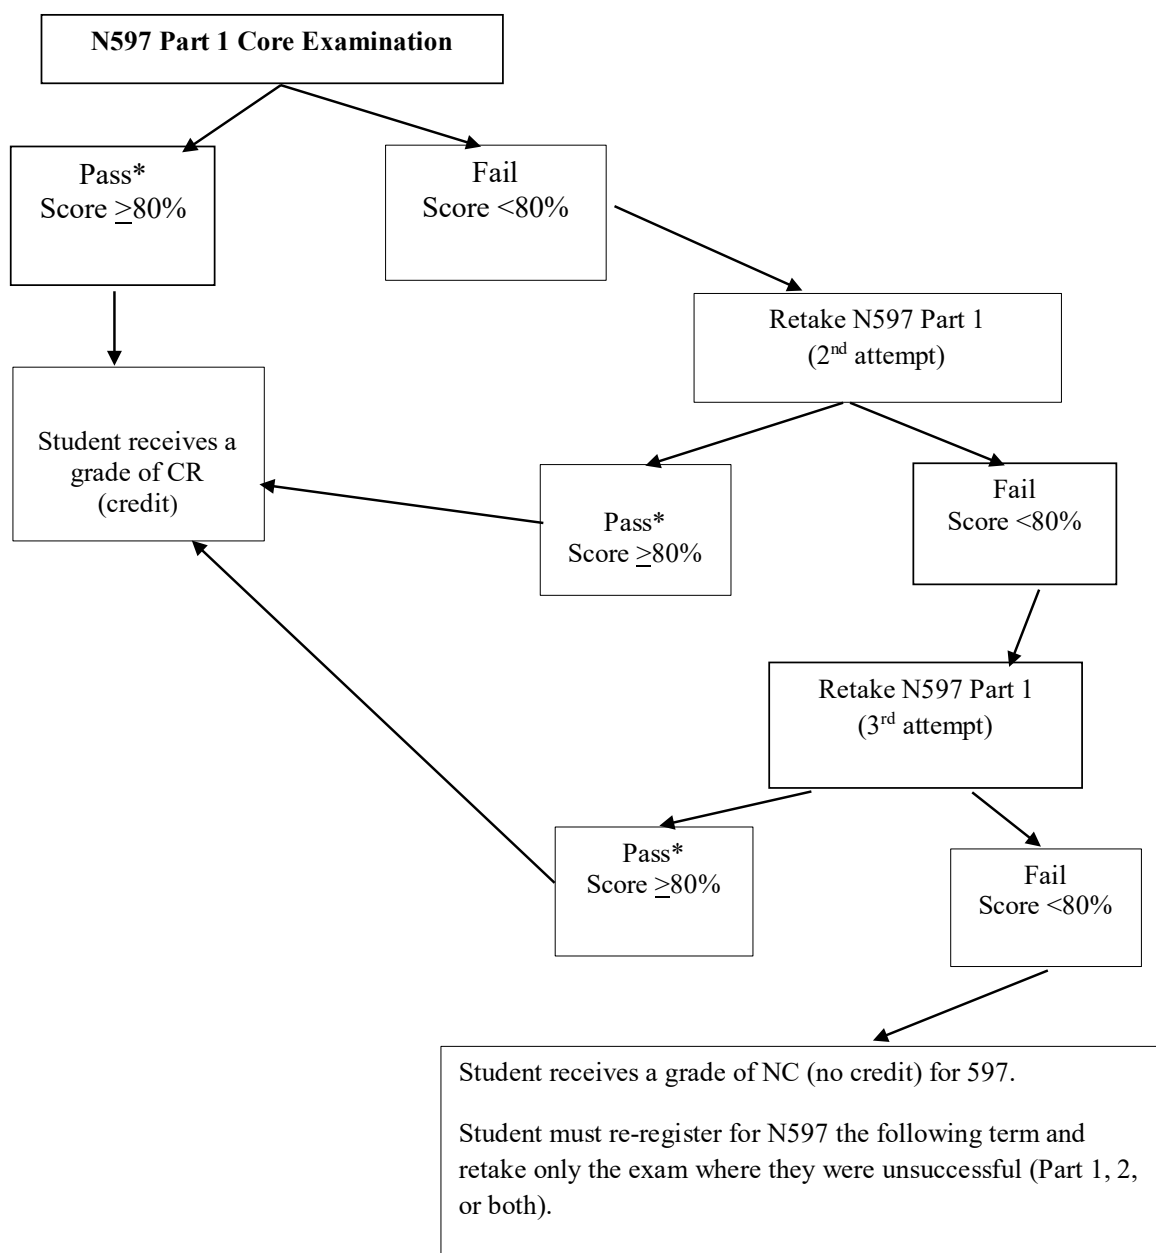 N597 Part 1 Core Examination
Pass*
Score ≥80%
Fail
Score <80%
Retake N597 Part 1
(2nd attempt)
Student receives a
grade of CR
(credit)
Pass*
Score ≥80%
Fail
Score <80%
Retake N597 Part 1
(3rd attempt)
Pass*
Score ≥80%
Fail
Score <80%
Student receives a grade of NC (no credit) for 597.
Student must re-register for N597 the following term and
retake only the exam where they were unsuccessful (Part 1, 2,
or both).